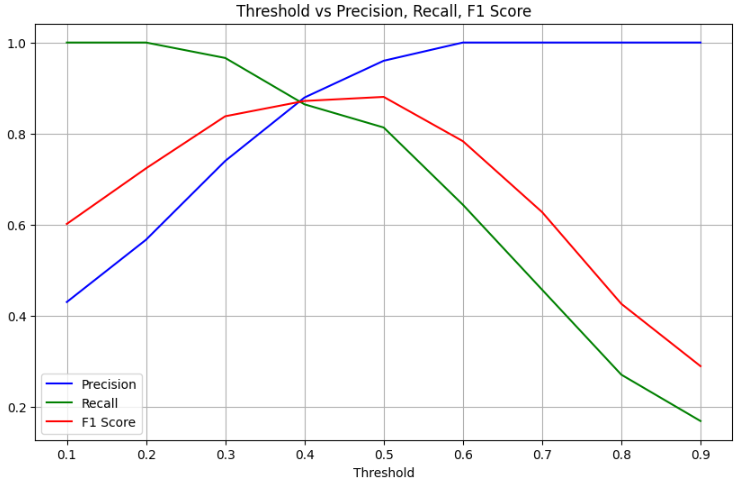 Threshold vs Precision, Recall, F1 Score
1.0
0.8
0.6
0.4
0.2
Precision
Recall
F1 Score
0.1 0.2 0.3 0.4 0.5 0.6 0.7 0.8 0.9
Threshold